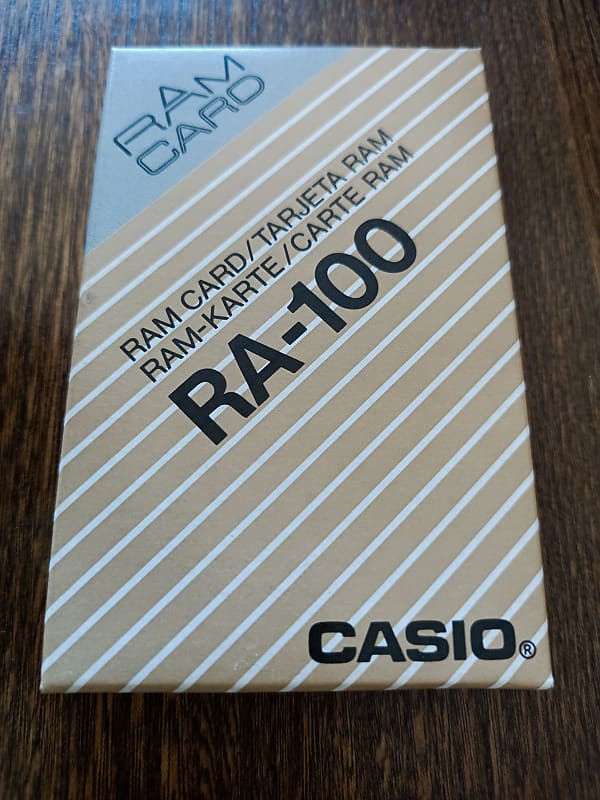 RAM
CARD
RAM CARD/TARJETA RAM
RAM-KARTE/CARTE RAM
RA-100
CASIO®